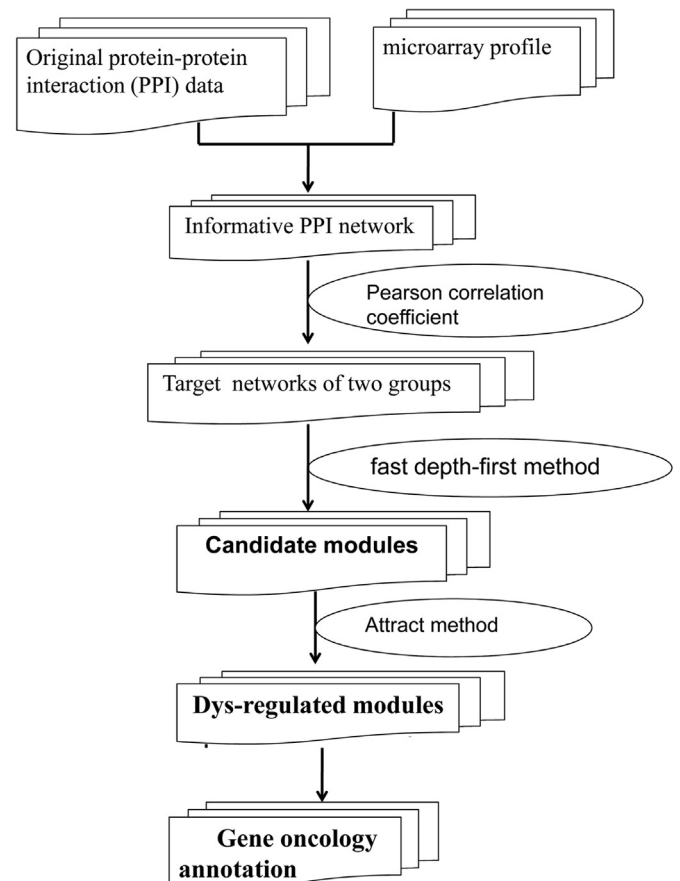 Original protein-protein
interaction (PPI) data
microarray profile
Informative PPI network
Pearson correlation
coefficient
Target networks of two groups
fast depth-first method
Candidate modules
Attract method
Dys-regulated modules
Gene oncology
annotation